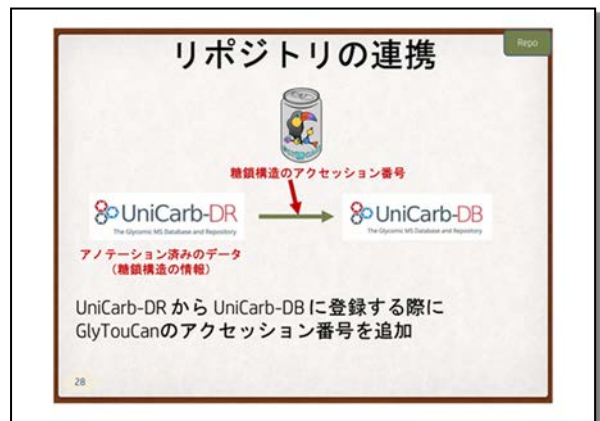 リポジトリの連携
Repo
糖鎖構造のアクセッション番号
UniCarb-DR
The Glycomic MS Database and Repository
UniCarb-DB
The Glycomic MS Database and Repository
アノテーション済みのデータ
(糖鎖構造の情報)
UniCarb-DR から UniCarb-DB に登録する際に
GlyTouCanのアクセッション番号を追加
28